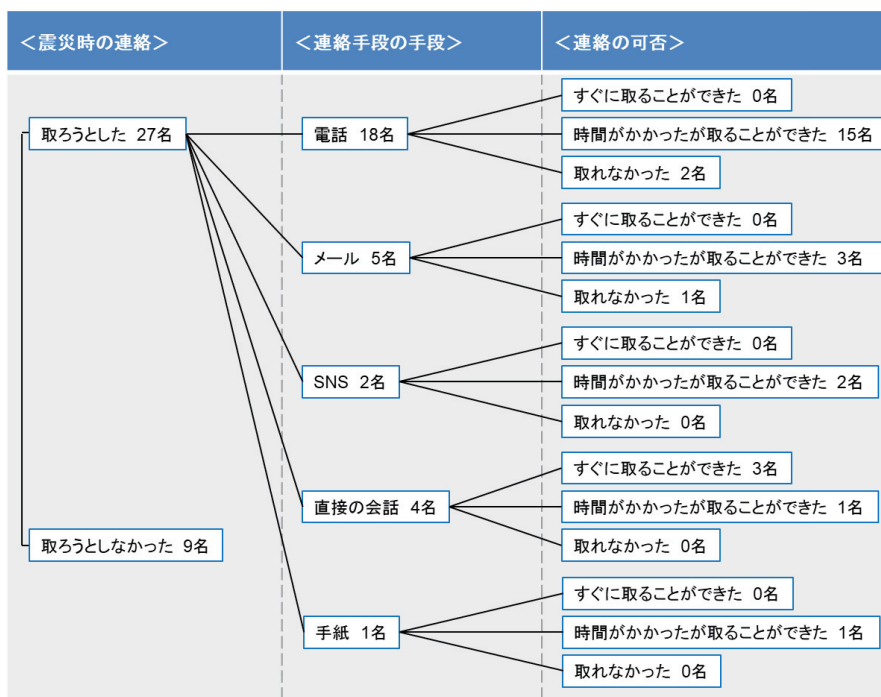 <震災時の連絡>
<連絡手段の手段>
<連絡の可否>
取ろうとした 27名
取ろうとしなかった 9名
電話 18名
すぐに取ることができた 0名
時間がかかったが取ることができた 15名
取れなかった 2名
メール 5名
すぐに取ることができた 0名
時間がかかったが取ることができた 3名
取れなかった 1名
SNS 2名
すぐに取ることができた 0名
時間がかかったが取ることができた 2名
取れなかった 0名
直接の会話 4名
すぐに取ることができた 3名
時間がかかったが取ることができた 1名
取れなかった 0名
手紙 1名
すぐに取ることができた 0名
時間がかかったが取ることができた 1名
取れなかった 0名